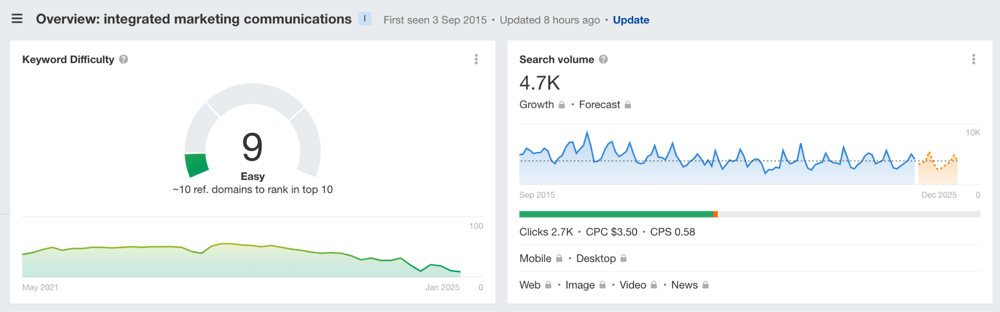 Overview: integrated marketing communications I First seen 3 Sep 2015 • Updated 8 hours ago • Update
Keyword Difficulty ?
9
Easy
~10 ref. domains to rank in top 10
100
May 2021 Jan 2025 0
Search volume ?
4.7K
Growth • Forecast
10K
Sep 2015 Dec 2025 0
Clicks 2.7K • CPC $3.50 • CPS 0.58
Mobile • Desktop
Web • Image • Video • News